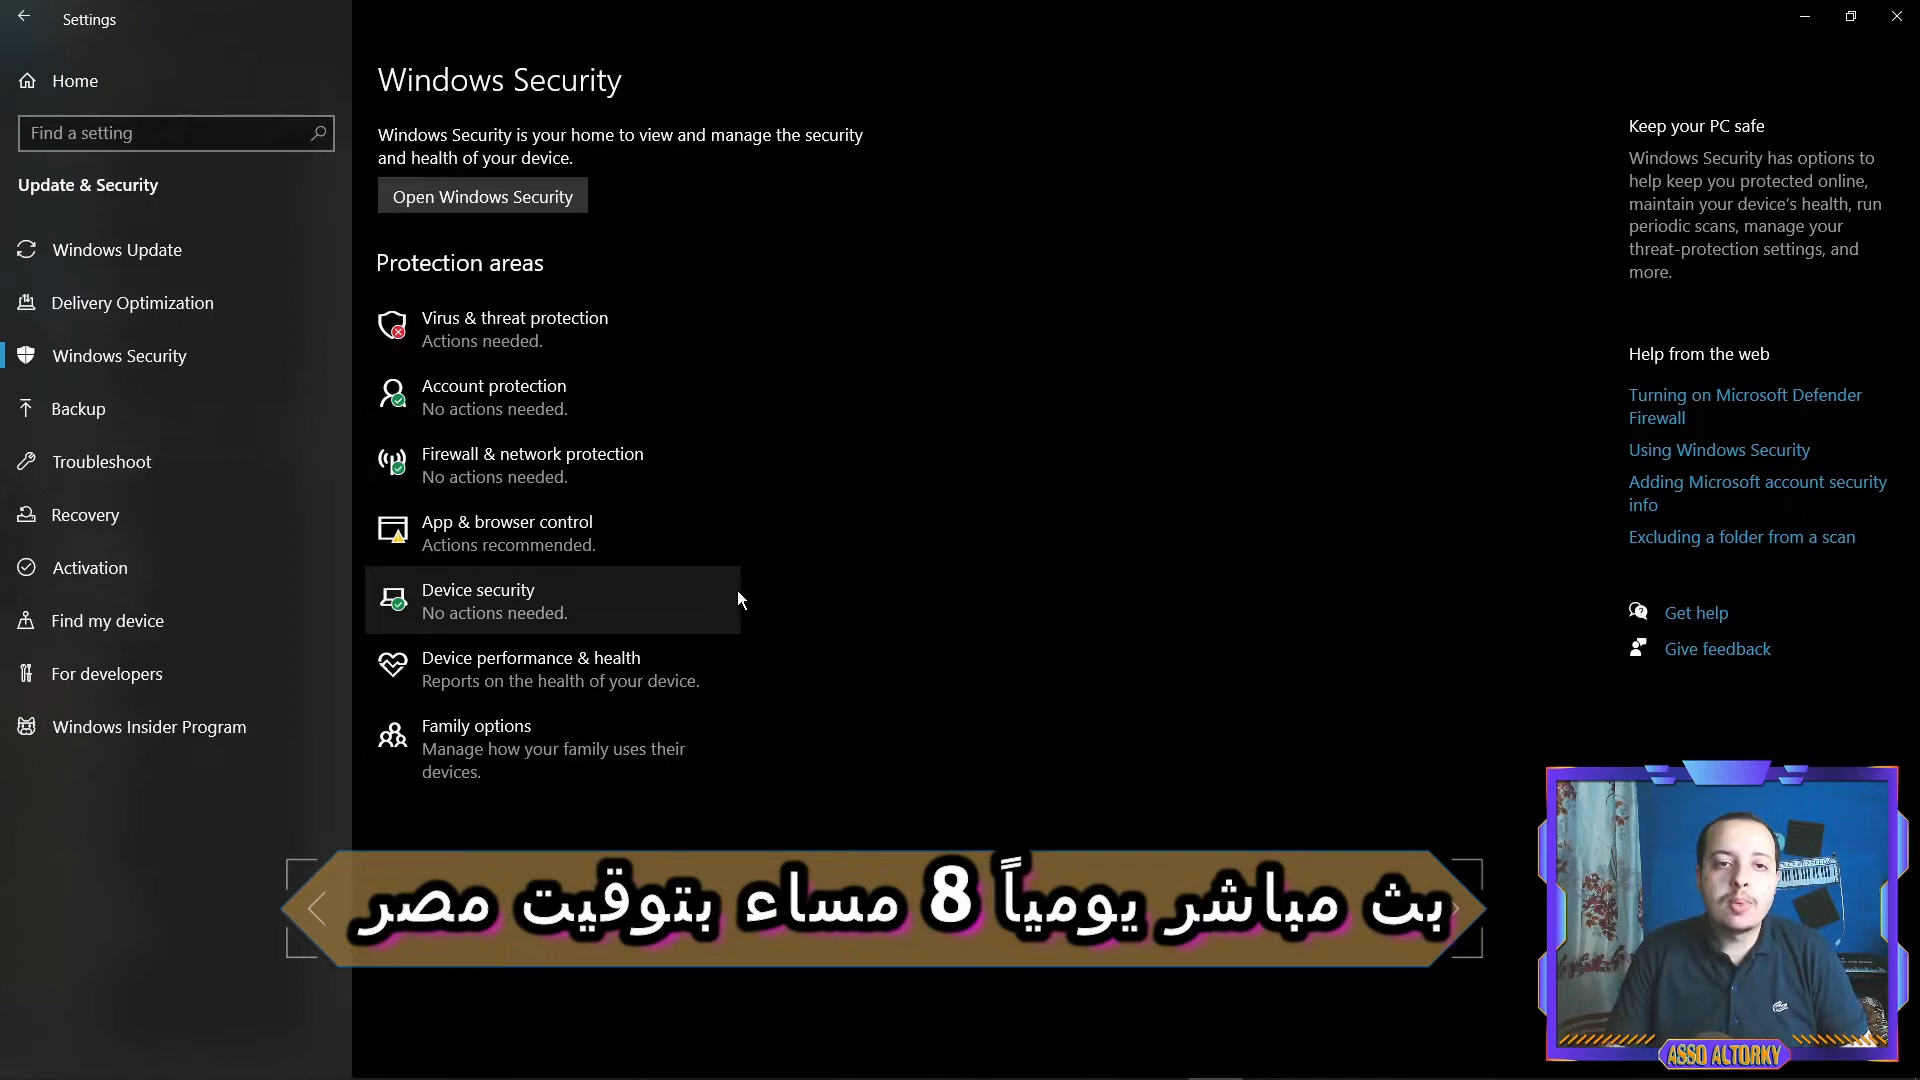 Settings
Home
Find a setting
Update & Security
Windows Update
Delivery Optimization
Windows Security
Backup
Troubleshoot
Recovery
Activation
Find my device
For developers
Windows Insider Program
Windows Security
Windows Security is your home to view and manage the security
and health of your device.
Open Windows Security
Protection areas
Virus & threat protection
Actions needed.
Account protection
No actions needed.
Firewall & network protection
No actions needed.
App & browser control
Actions recommended.
Device security
No actions needed.
Device performance & health
Reports on the health of your device.
Family options
Manage how your family uses their
devices.
Keep your PC safe
Windows Security has options to
help keep you protected online,
maintain your device's health, run
periodic scans, manage your
threat-protection settings, and
more.
Help from the web
Turning on Microsoft Defender
Firewall
Using Windows Security
Adding Microsoft account security
info
Excluding a folder from a scan
Get help
Give feedback
بث مباشر يومياً 8 مساء بتوقيت مصر
ASSO ALTORKY